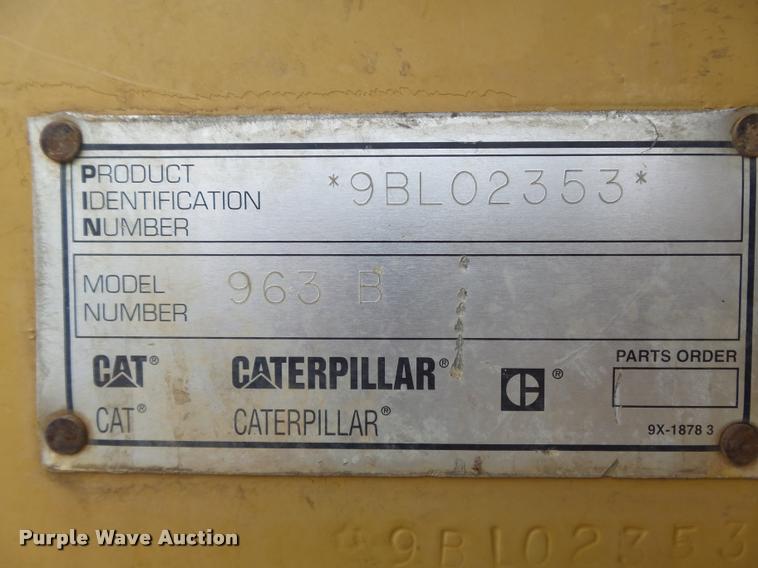 PRODUCT
IDENTIFICATION
NUMBER
*9BL02353*
MODEL
NUMBER
963 B
CAT®
CATERPILLAR®
C®
PARTS ORDER
CAT®
CATERPILLAR®
9X-1878 3
*9BL02353
Purple Wave Auction